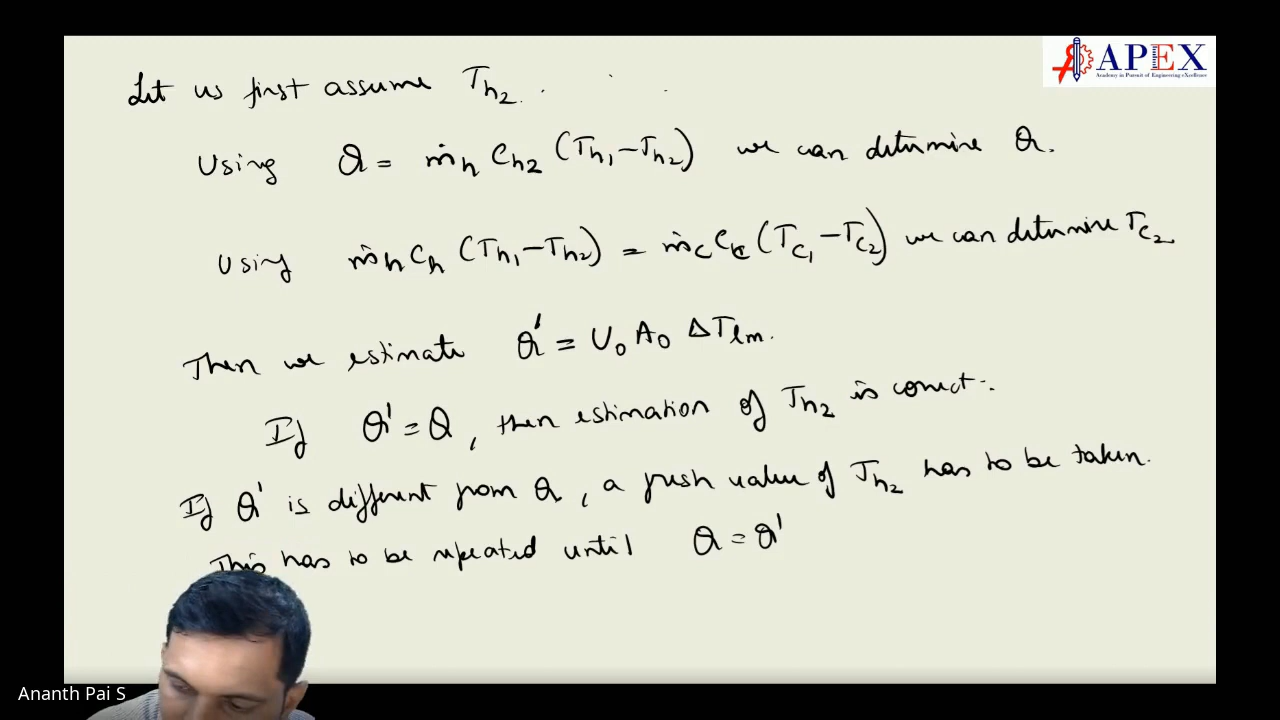 APEX
Academy in Pursuit of Engineering eXcellence
Let us first assume Th2.
Using Q = ṁh Ch2 (Th1 - Th2) we can determine Q.
Using ṁh Ch (Th1 - Th2) = ṁc Cc (Tc1 - Tc2) we can determine Tc2
Then we estimate Q' = U0 A0 ΔTlm.
If Q' = Q, then estimation of Th2 is correct.
If Q' is different from Q, a fresh value of Th2 has to be taken.
This has to be repeated until Q = Q'
Ananth Pai S